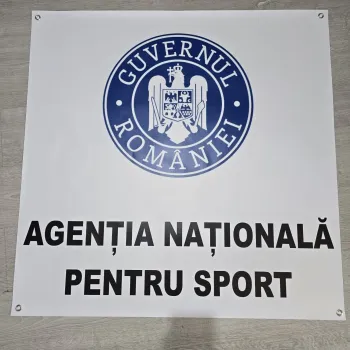 GUVERNUL
ROMÂNIEI
AGENȚIA NAȚIONALĂ
PENTRU SPORT